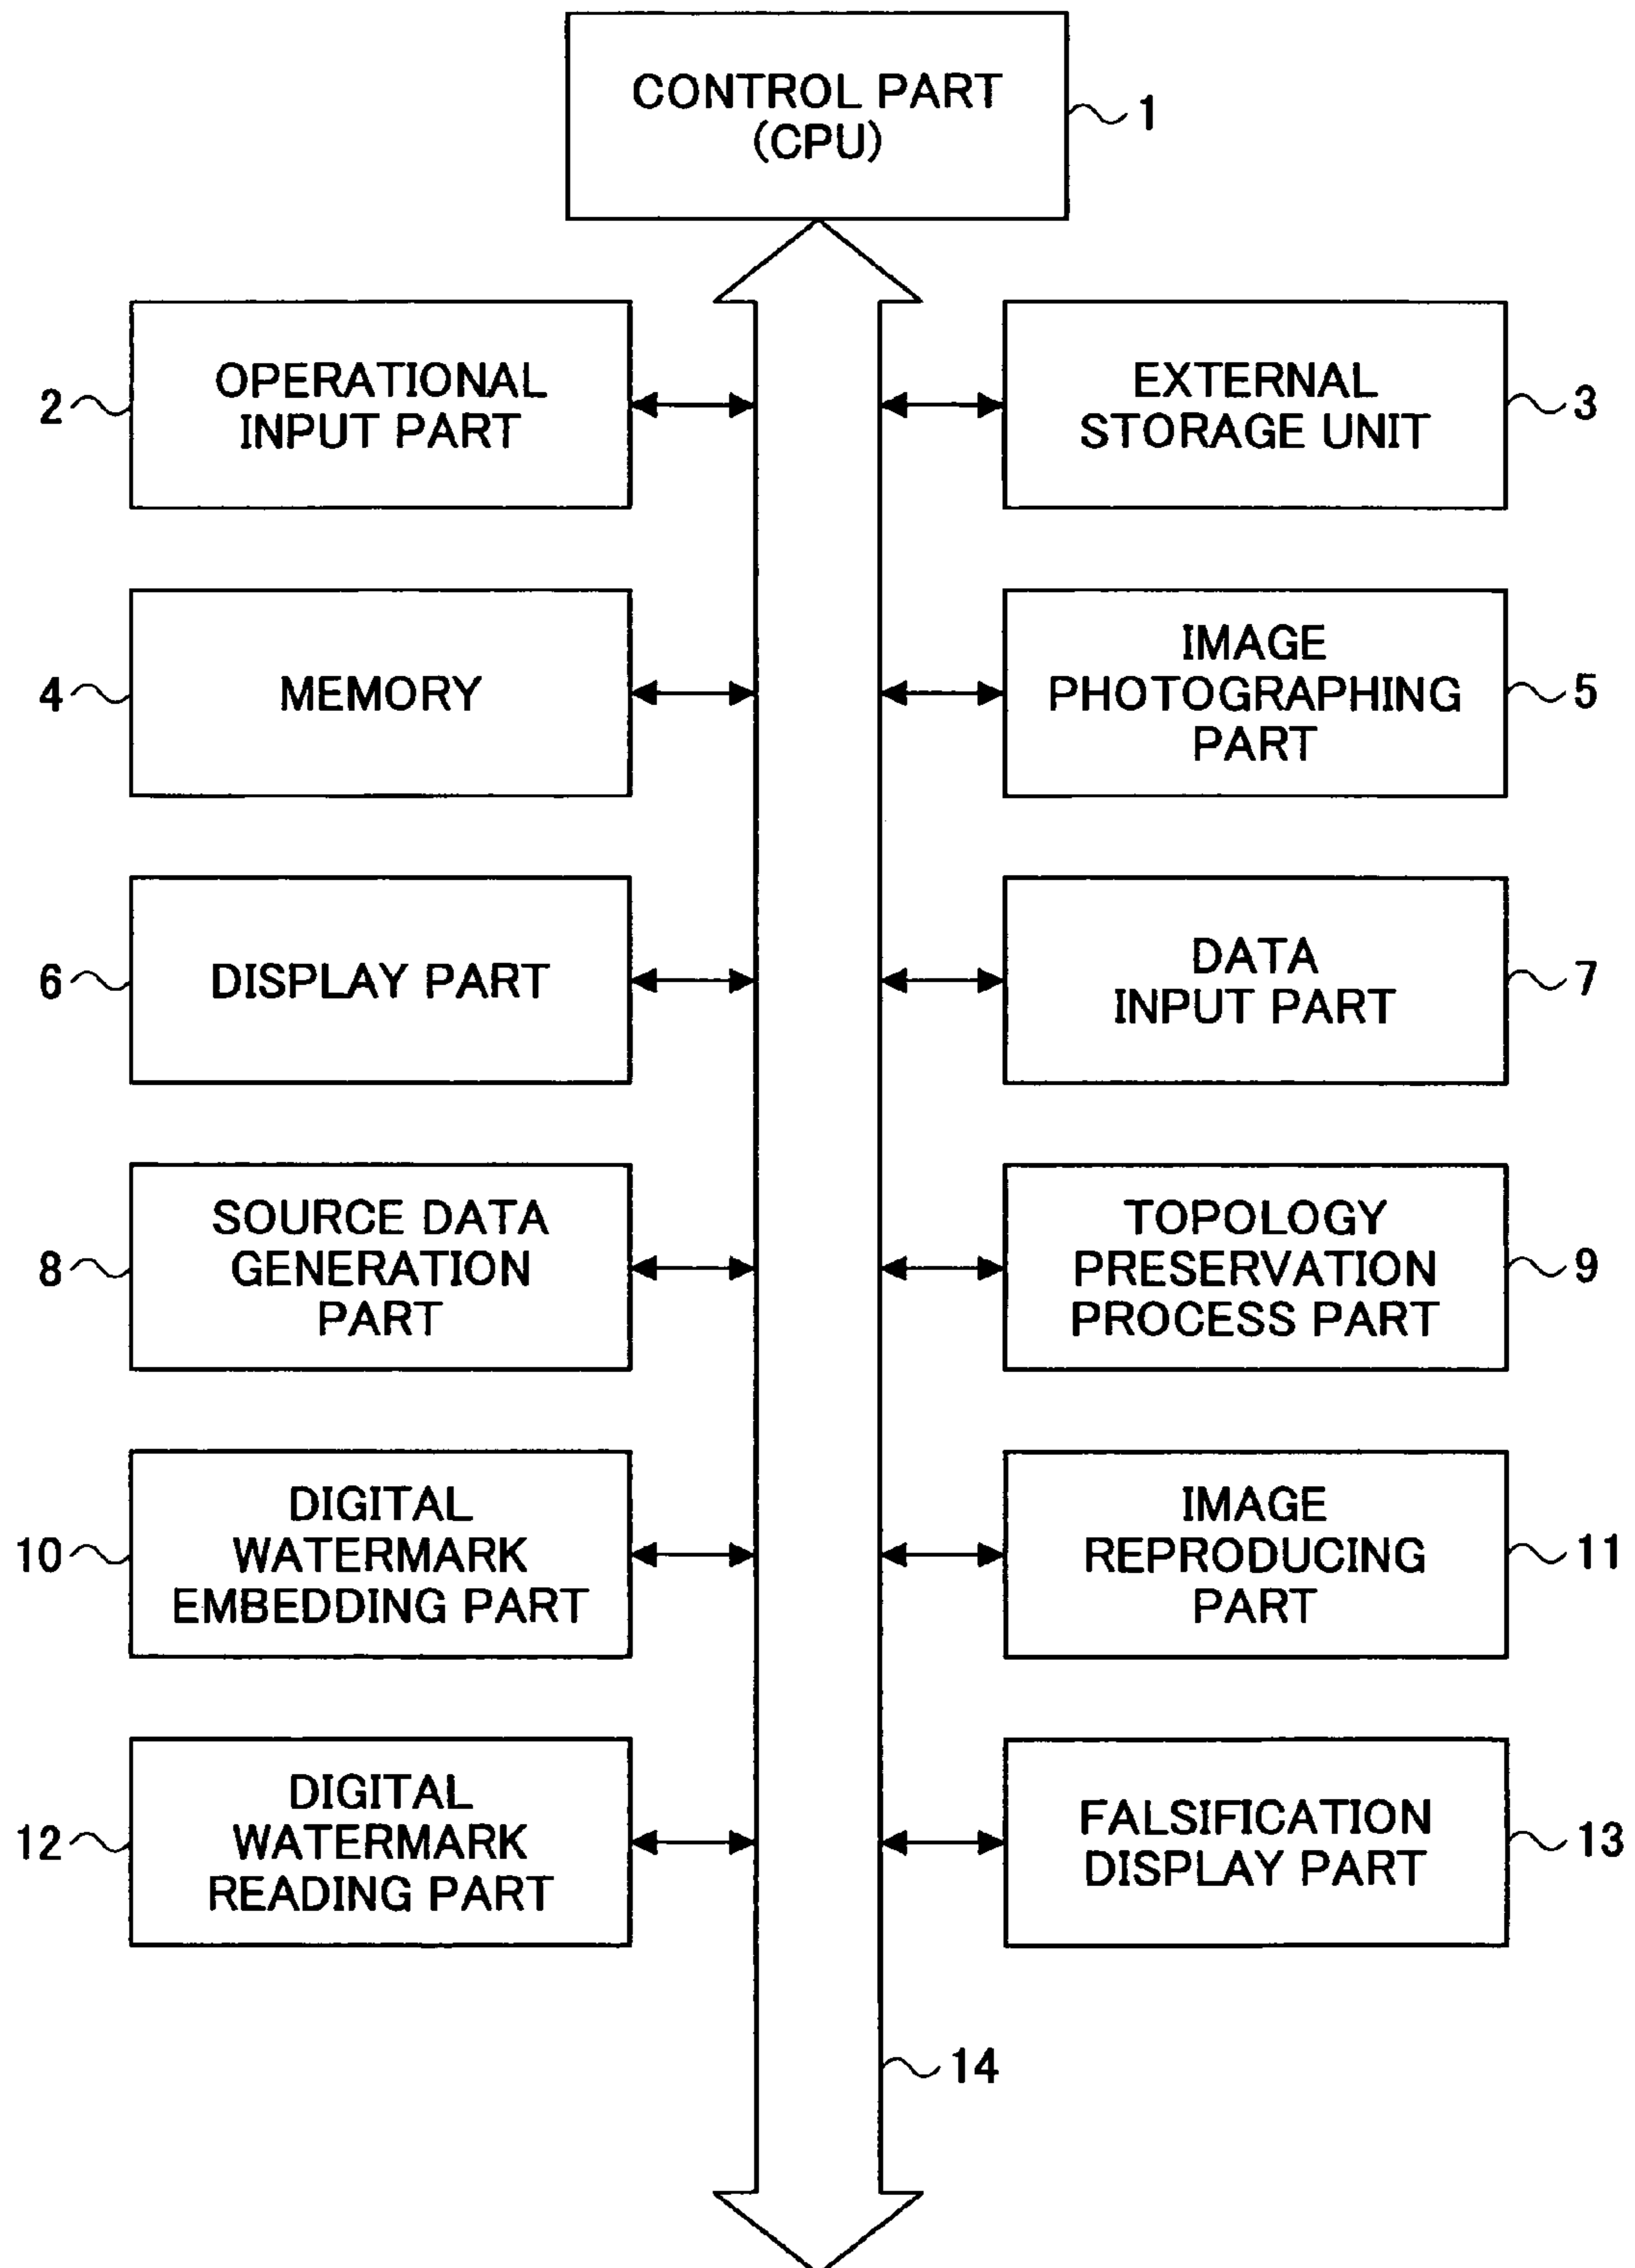 CONTROL PART
(CPU)
1
OPERATIONAL
INPUT PART
2
EXTERNAL
STORAGE UNIT
3
MEMORY
4
IMAGE
PHOTOGRAPHING
PART
5
DISPLAY PART
6
DATA
INPUT PART
7
SOURCE DATA
GENERATION
PART
8
TOPOLOGY
PRESERVATION
PROCESS PART
9
DIGITAL
WATERMARK
EMBEDDING PART
10
IMAGE
REPRODUCING
PART
11
DIGITAL
WATERMARK
READING PART
12
FALSIFICATION
DISPLAY PART
13
14